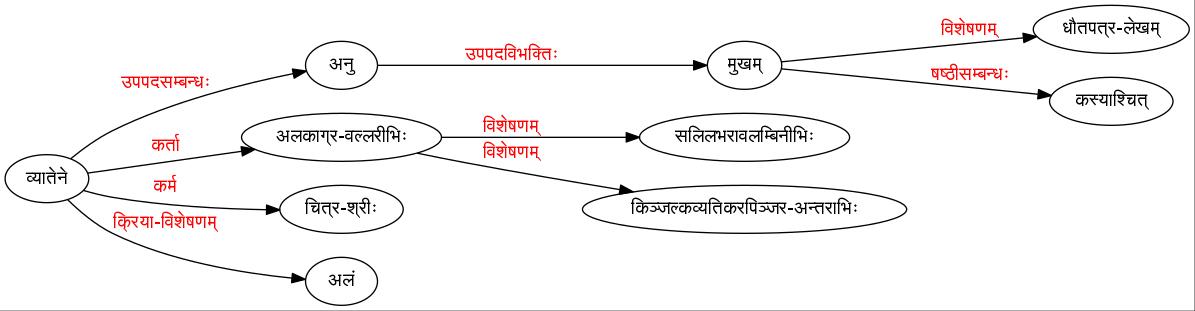 विशेषणम्
धौतपत्र-लेखम्
उपपदसम्बन्धः
अनु
उपपदविभक्तिः
मुखम्
षष्ठीसम्बन्धः
कस्याश्चित्
कर्ता
अलकाग्र-वल्लरीभिः
विशेषणम्
सलिलभरावलम्बिनीभिः
विशेषणम्
व्यातेने
कर्म
चित्र-श्रीः
किञ्जल्कव्यतिकरपिञ्जर-अन्तराभिः
क्रिया-विशेषणम्
अलं